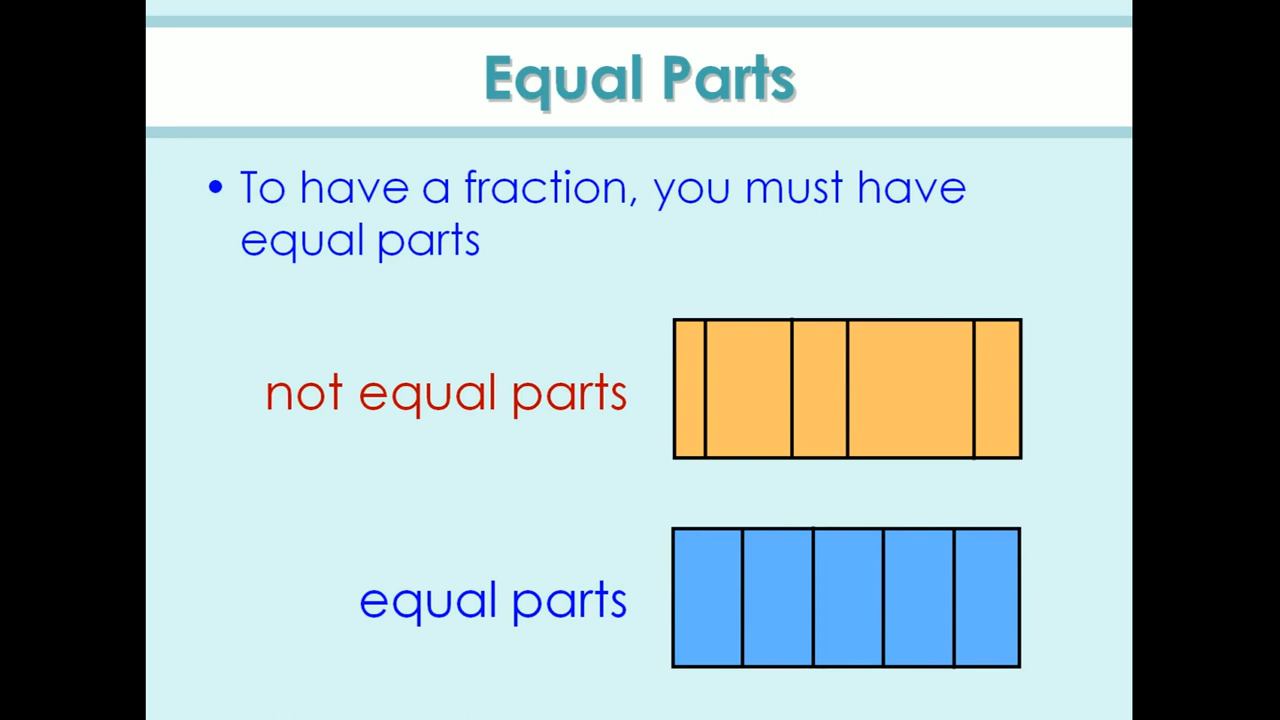 Equal Parts
• To have a fraction, you must have
equal parts
not equal parts
equal parts